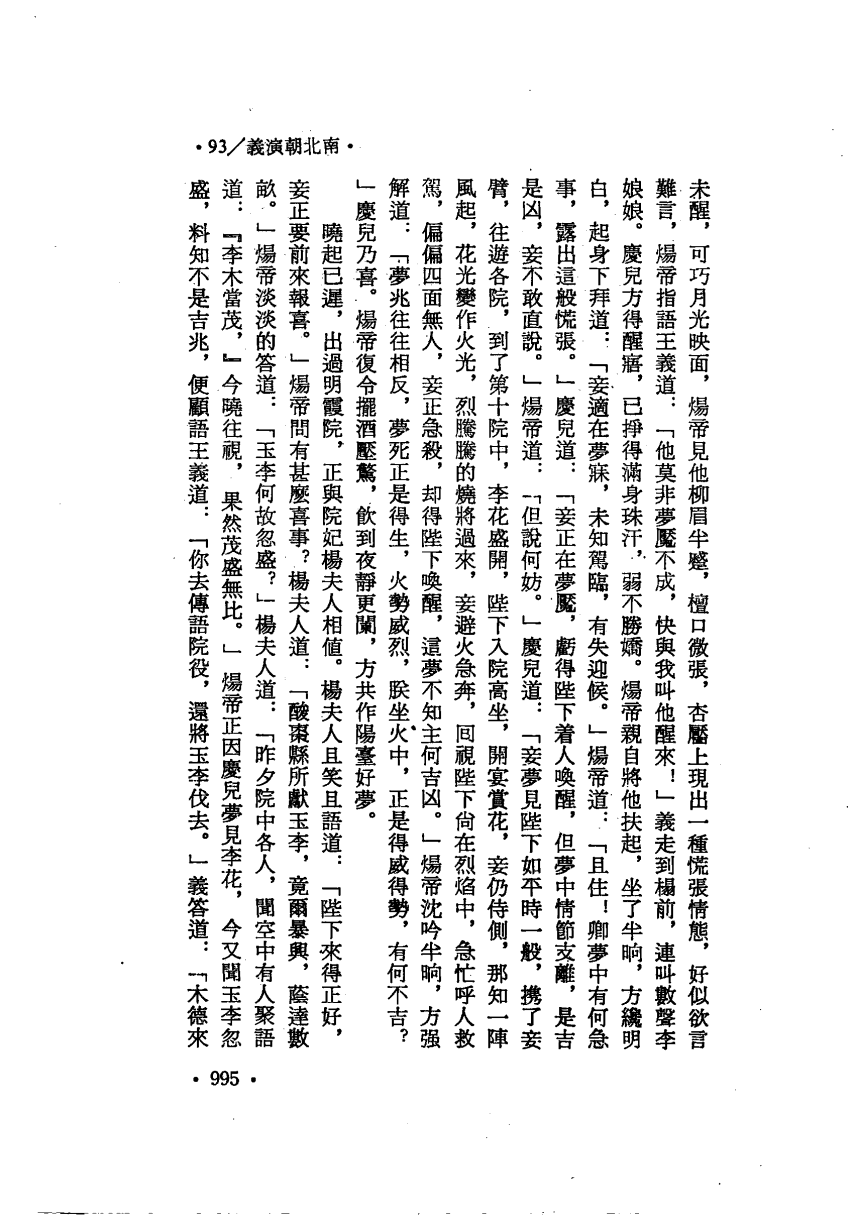 •93／義演朝北南•
未醒，可巧月光映面，煬帝見他柳眉半蹙，檀口微張，杏靨上現出一種慌張情態，好似欲言
難言，煬帝指語王義道：「他莫非夢魘不成，快與我叫他醒來！」義走到榻前，連叫數聲李
娘娘。慶兒方得醒寤，已掙得滿身珠汗，弱不勝嬌。煬帝親自將他扶起，坐了半晌，方纔明
白，起身下拜道：「妾適在夢寐，未知駕臨，有失迎候。」煬帝道：「且住！卿夢中有何急
事，露出這般慌張。」慶兒道：「妾正在夢魘，虧得陛下着人喚醒，但夢中情節支離，是吉
是凶，妾不敢直說。」煬帝道：「但說何妨。」慶兒道：「妾夢見陛下如平時一般，攜了妾
臂，往遊各院，到了第十院中，李花盛開，陛下入院高坐，開宴賞花，妾仍侍側，那知一陣
風起，花光變作火光，烈騰騰的燒將過來，妾避火急奔，回視陛下尙在烈焰中，急忙呼人救
駕，偏偏四面無人，妾正急殺，却得陛下喚醒，這夢不知主何吉凶。」煬帝沈吟半晌，方强
解道：「夢兆往往相反，夢死正是得生，火勢威烈，朕坐火中，正是得威得勢，有何不吉？
」慶兒乃喜。煬帝復令擺酒壓驚，飮到夜靜更闌，方共作陽臺好夢。
曉起已遲，出過明霞院，正與院妃楊夫人相値。楊夫人且笑且語道：「陛下來得正好，
妾正要前來報喜。」煬帝問有甚麼喜事？楊夫人道：「酸棗縣所獻玉李，竟爾暴興，蔭達數
畝。」煬帝淡淡的答道：「玉李何故忽盛？」楊夫人道：「昨夕院中各人，聞空中有人聚語
道：『李木當茂，』今曉往視，果然茂盛無比。」煬帝正因慶兒夢見李花，今又聞玉李忽
盛，料知不是吉兆，便顧語王義道：「你去傳語院役，還將玉李伐去。」義答道：「木德來
•995•